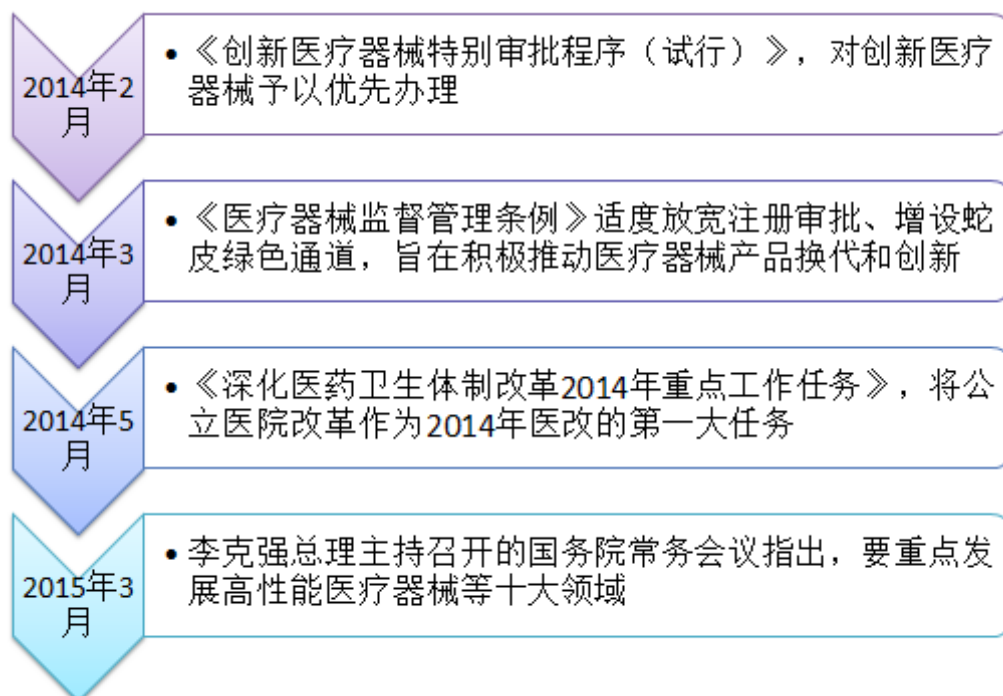 2014年2
月
• 《创新医疗器械特别审批程序（试行）》，对创新医疗
器械予以优先办理
2014年3
月
• 《医疗器械监督管理条例》适度放宽注册审批、增设蛇
皮绿色通道，旨在积极推动医疗器械产品换代和创新
2014年5
月
• 《深化医药卫生体制改革2014年重点工作任务》，将公
立医院改革作为2014年医改的第一大任务
2015年3
月
• 李克强总理主持召开的国务院常务会议指出，要重点发
展高性能医疗器械等十大领域